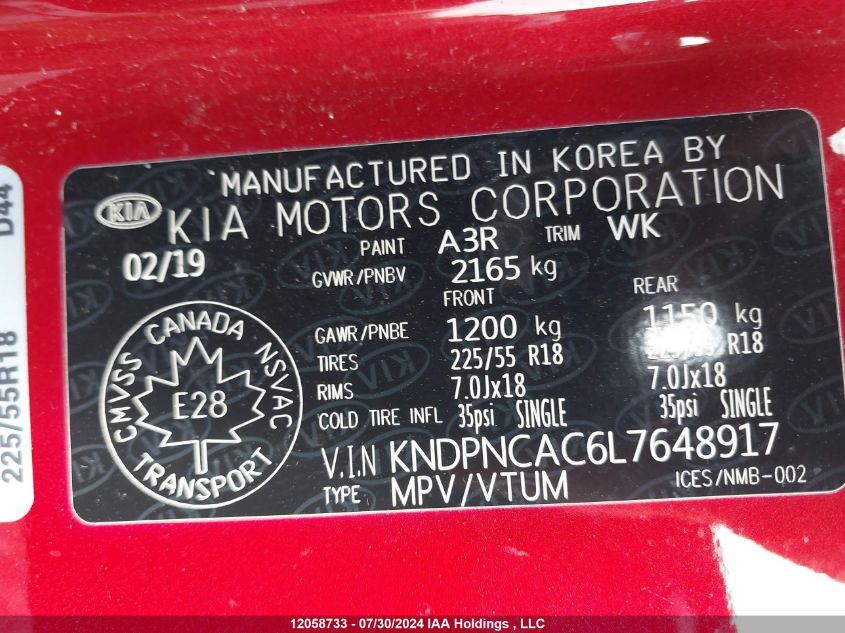 MANUFACTURED IN KOREA BY
KIA KIA MOTORS CORPORATION
02/19 PAINT A3R TRIM WK
GVWR/PNBV 2165 kg
FRONT REAR
GAWR/PNBE 1200 kg 1150 kg
TIRES 225/55 R18 225/55 R18
RIMS 7.0Jx18 7.0Jx18
COLD TIRE INFL 35psi SINGLE 35psi SINGLE
V.I.N KNDPNCAC6L7648917
TYPE MPV/VTUM ICES/NMB-002
CMVSS CANADA NSVAC
E28
TRANSPORT
225/55R18 D44
12058733 - 07/30/2024 IAA Holdings , LLC